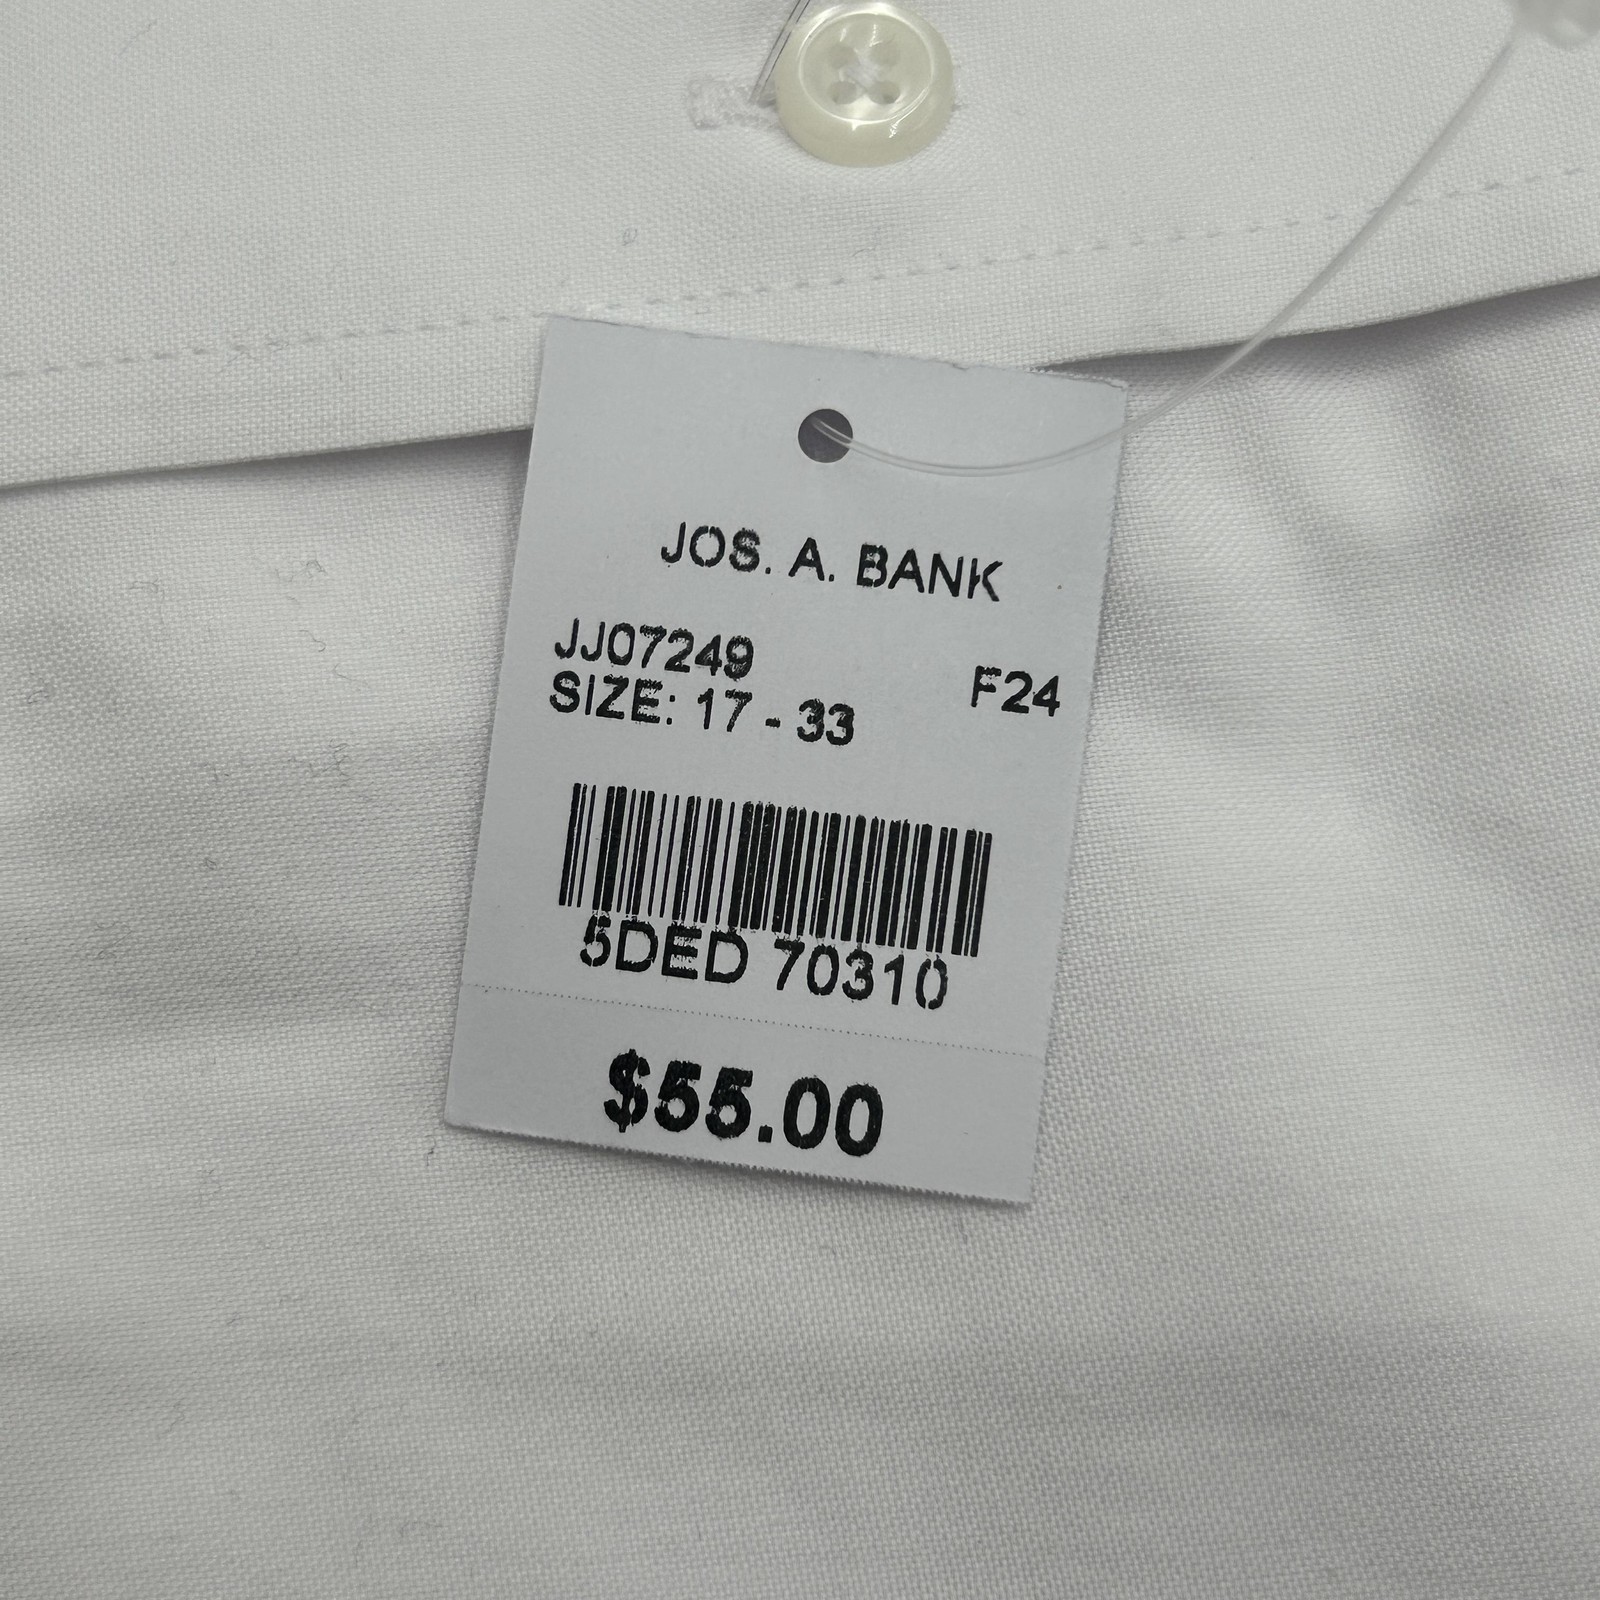 JOS. A. BANK
JJ07249
F24
SIZE: 17 - 33
5DED 70310
$55.00